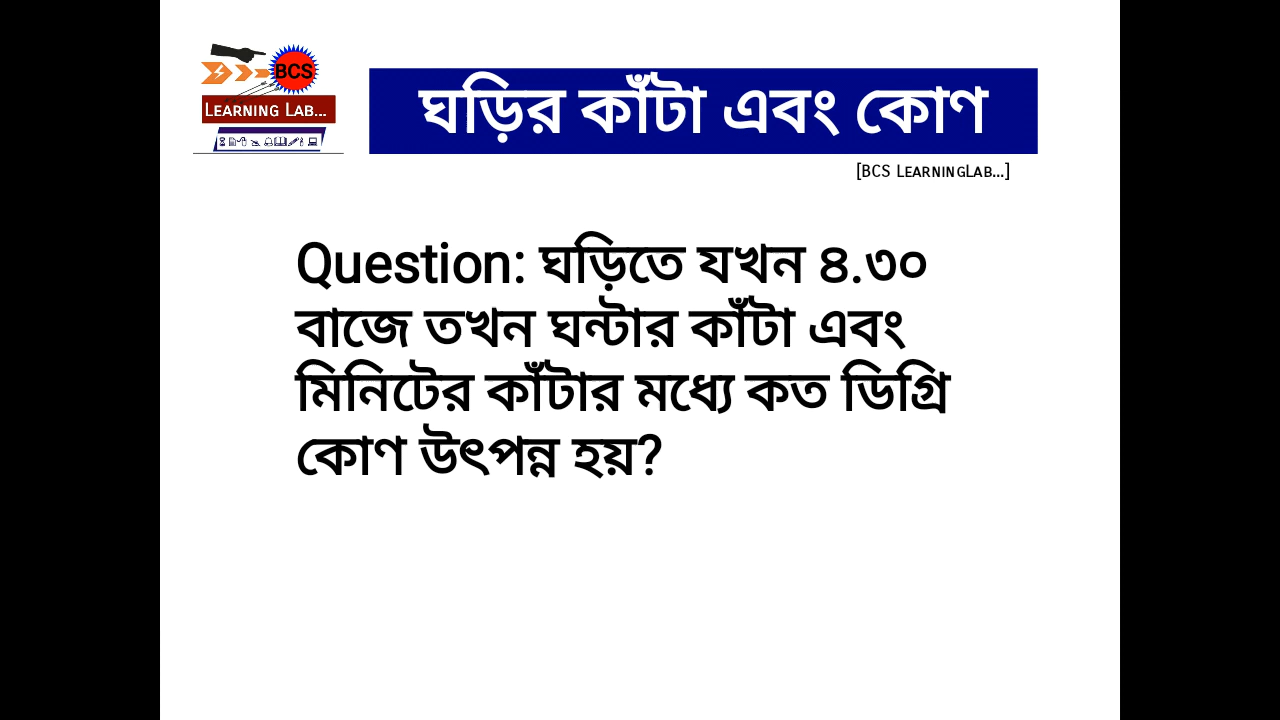 BCS
LEARNING LAB...
ঘড়ির কাঁটা এবং কোণ
[BCS LEARNINGLAB...]
Question: ঘড়িতে যখন ৪.৩০
বাজে তখন ঘন্টার কাঁটা এবং
মিনিটের কাঁটার মধ্যে কত ডিগ্রি
কোণ উৎপন্ন হয়?